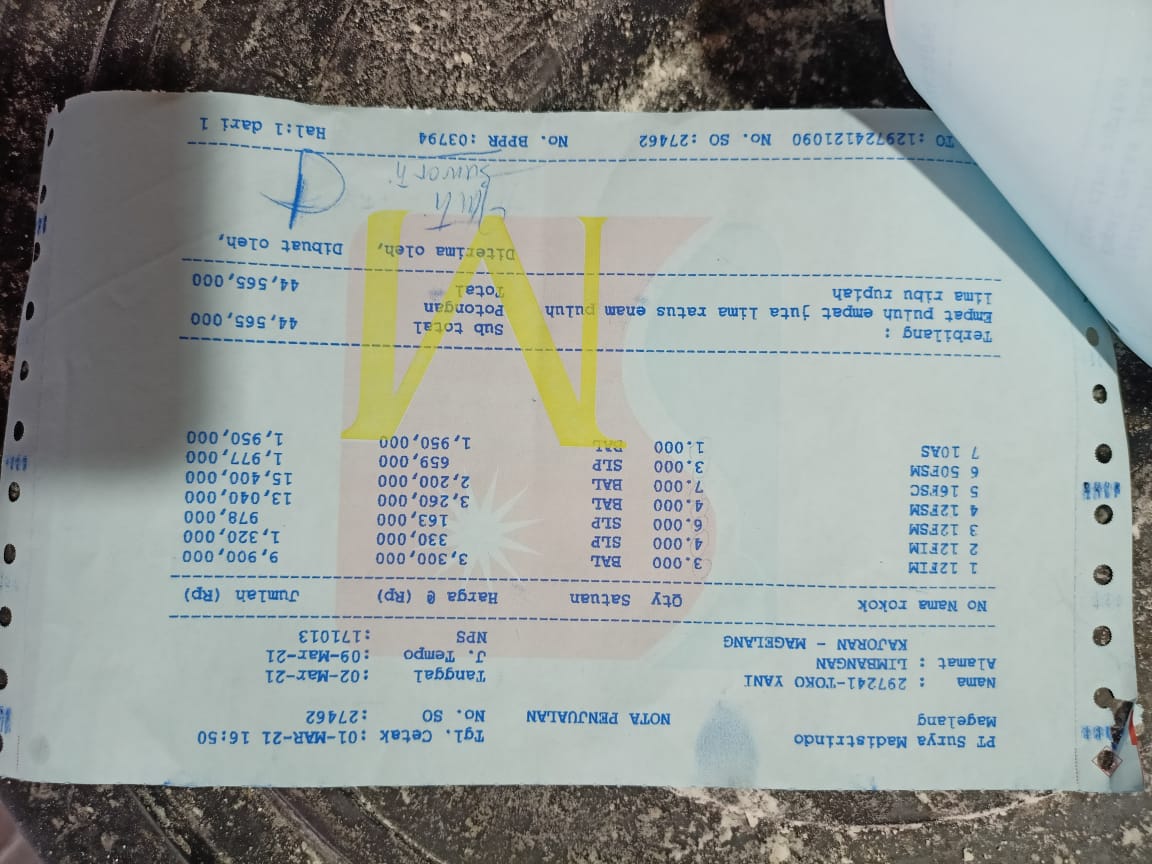 PT Surya Madistrindo
Magelang
NOTA PENJUALAN
Tgl. Cetak :01-MAR-21 16:50
No. SO :27462
Nama : 297241-TOKO YANI
Alamat : LIMBANGAN
KAJORAN - MAGELANG
Tanggal :02-Mar-21
J. Tempo :09-Mar-21
NPS :171013
No Nama rokok Qty Satuan Harga @ (Rp) Jumlah (Rp)
1 12FIM 3.000 BAL 3,300,000 9,900,000
2 12FIM 4.000 SLP 330,000 1,320,000
3 12FSM 6.000 SLP 163,000 978,000
4 12FSM 4.000 BAL 3,260,000 13,040,000
5 16FSC 7.000 BAL 2,200,000 15,400,000
6 50FSM 3.000 SLP 659,000 1,977,000
7 10AS 1.000 BAL 1,950,000 1,950,000
Terbilang :
Empat puluh empat juta lima ratus enam puluh
lima ribu rupiah
Sub total 44,565,000
Potongan
Total 44,565,000
M
Diterima oleh, Dibuat oleh,
TO :129724121090 No. SO :27462 No. BPPR :03794 Hal:1 dari 1